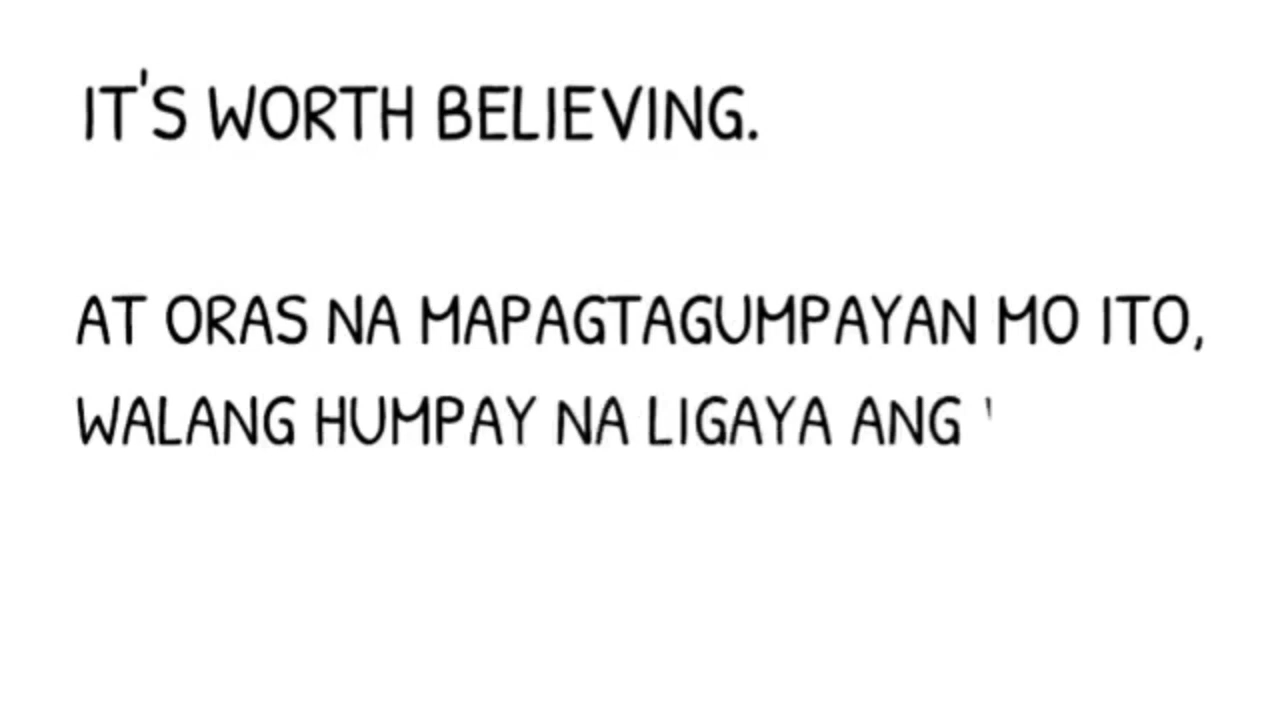 IT'S WORTH BELIEVING.
AT ORAS NA MAPAGTAGUMPAYAN MO ITO,
WALANG HUMPAY NA LIGAYA ANG